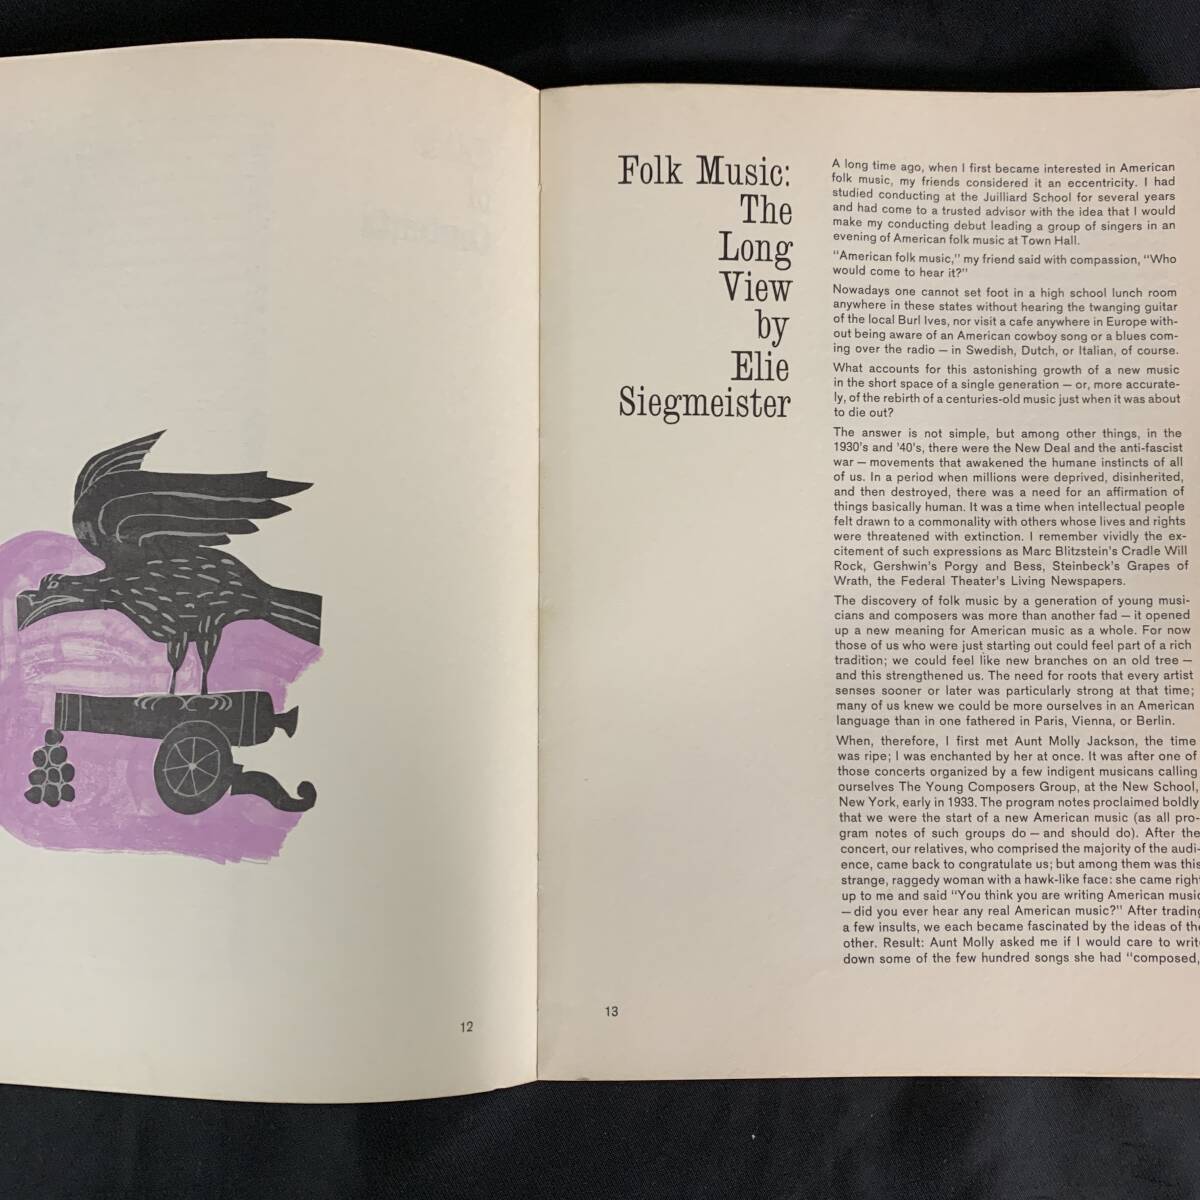 Folk Music:
The
Long
View
by
Elie
Siegmeister
A long time ago, when I first became interested in American
folk music, my friends considered it an eccentricity. I had
studied conducting at the Juilliard School for several years
and had come to a trusted advisor with the idea that I would
make my conducting debut leading a group of singers in an
evening of American folk music at Town Hall.
"American folk music," my friend said with compassion, "Who
would come to hear it?"
Nowadays one cannot set foot in a high school lunch room
anywhere in these states without hearing the twanging guitar
of the local Burl Ives, nor visit a cafe anywhere in Europe with-
out being aware of an American cowboy song or a blues com-
ing over the radio — in Swedish, Dutch, or Italian, of course.
What accounts for this astonishing growth of a new music
in the short space of a single generation — or, more accurate-
ly, of the rebirth of a centuries-old music just when it was about
to die out?
The answer is not simple, but among other things, in the
1930's and '40's, there were the New Deal and the anti-fascist
war — movements that awakened the humane instincts of all
of us. In a period when millions were deprived, disinherited,
and then destroyed, there was a need for an affirmation of
things basically human. It was a time when intellectual people
felt drawn to a commonality with others whose lives and rights
were threatened with extinction. I remember vividly the ex-
citement of such expressions as Marc Blitzstein's Cradle Will
Rock, Gershwin's Porgy and Bess, Steinbeck's Grapes of
Wrath, the Federal Theater's Living Newspapers.
The discovery of folk music by a generation of young musi-
cians and composers was more than another fad — it opened
up a new meaning for American music as a whole. For now
those of us who were just starting out could feel part of a rich
tradition; we could feel like new branches on an old tree —
and this strengthened us. The need for roots that every artist
senses sooner or later was particularly strong at that time;
many of us knew we could be more ourselves in an American
language than in one fathered in Paris, Vienna, or Berlin.
When, therefore, I first met Aunt Molly Jackson, the time
was ripe; I was enchanted by her at once. It was after one of
those concerts organized by a few indigent musicans calling
ourselves The Young Composers Group, at the New School,
New York, early in 1933. The program notes proclaimed boldly
that we were the start of a new American music (as all pro-
gram notes of such groups do — and should do). After the
concert, our relatives, who comprised the majority of the audi-
ence, came back to congratulate us; but among them was this
strange, raggedy woman with a hawk-like face: she came right
up to me and said "You think you are writing American music
— did you ever hear any real American music?" After trading
a few insults, we each became fascinated by the ideas of the
other. Result: Aunt Molly asked me if I would care to write
down some of the few hundred songs she had "composed,
12
13